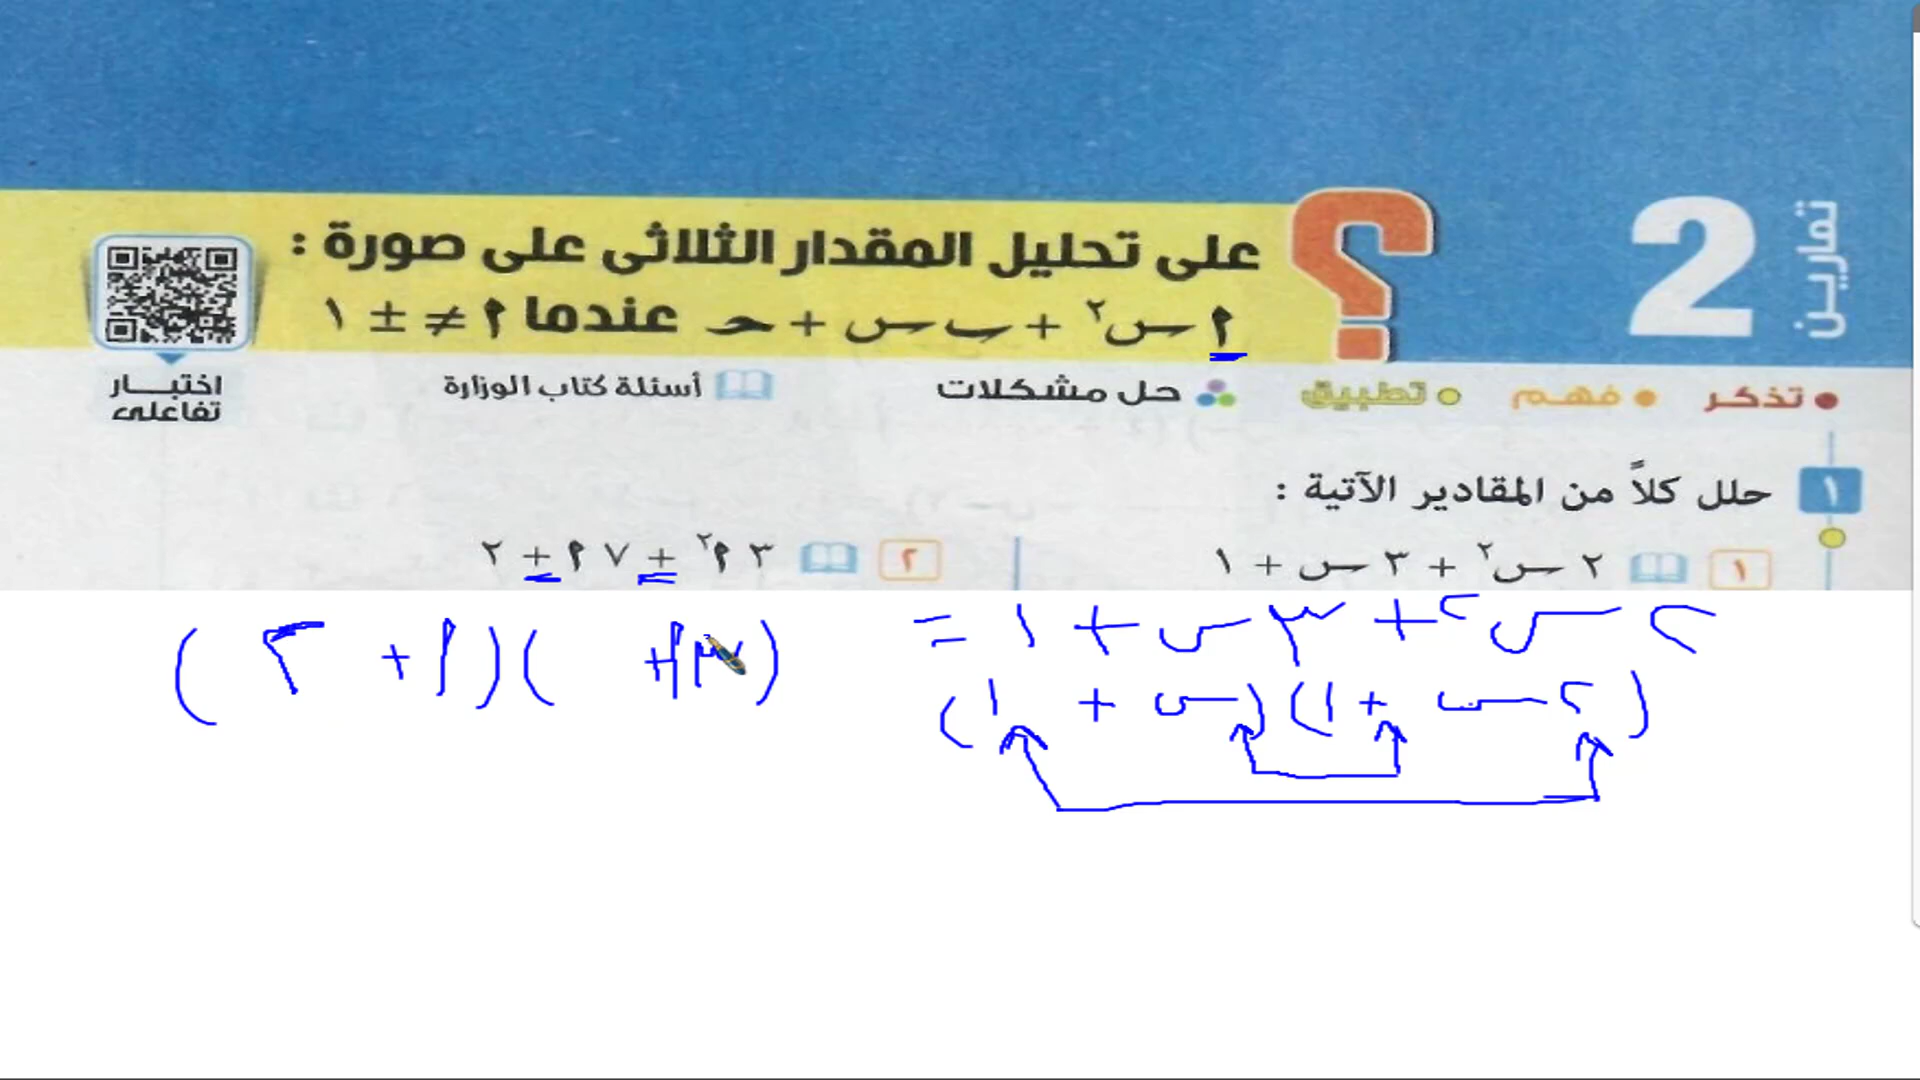 تمارين 2
على تحليل المقدار الثلاثى على صورة :
ا س٢ + ب س + حـ عندما ا ≠ ± ١
اختبـــار تفاعلى
• تذكر • فهم • تطبيق حل مشكلات أسئلة كتاب الوزارة
١ حلل كلاً من المقادير الآتية :
١ ٢ س٢ + ٣ س + ١
٢ ٣ ا٢ + ٧ ا + ٢
٢ س٢ + ٣ س + ١ =
(٢ س + ١)(س + ١)
(٣ ا + )(ا + ٢)